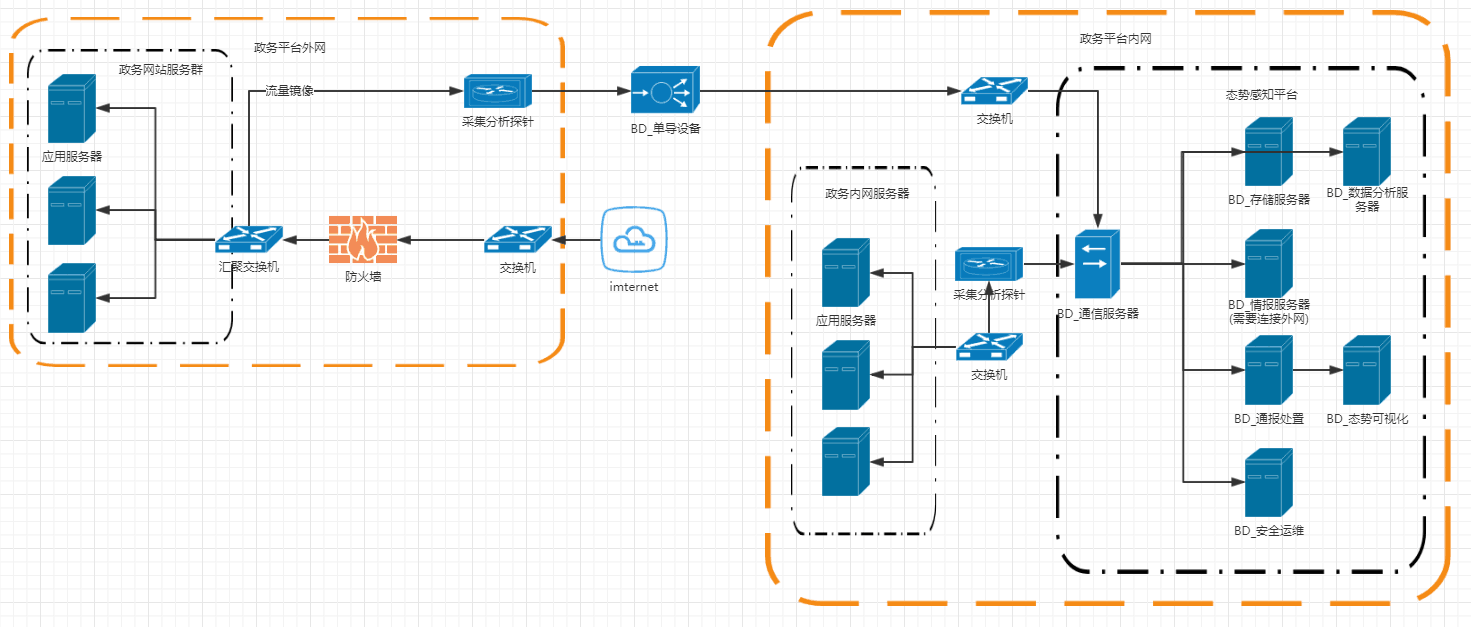 政务平台外网
政务网站服务群
应用服务器
流量镜像
采集分析探针
汇聚交换机
防火墙
交换机
BD_单导设备
imternet
政务平台内网
交换机
政务内网服务器
应用服务器
采集分析探针
交换机
BD_通信服务器
态势感知平台
BD_存储服务器
BD_数据分析服
务器
BD_情报服务器
(需要连接外网)
BD_通报处置
BD_态势可视化
BD_安全运维